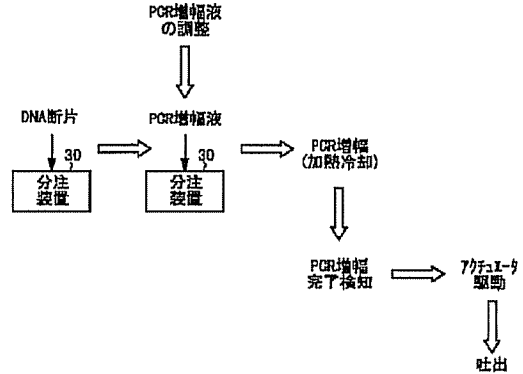 PCR増幅液
の調整
DNA断片
PCR増幅液
30
30
分注
装置
分注
装置
PCR増幅
(加熱冷却)
PCR増幅
完了検知
アクチュエータ
駆動
吐出